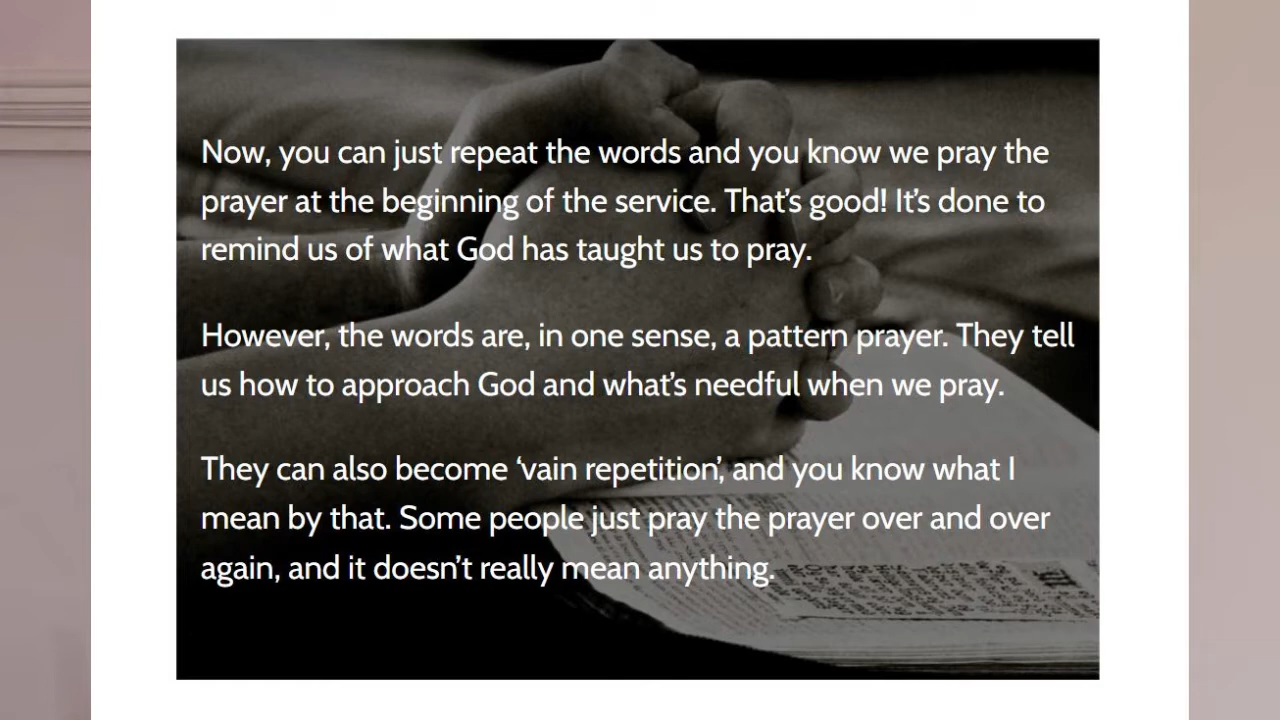 Now, you can just repeat the words and you know we pray the
prayer at the beginning of the service. That's good! It's done to
remind us of what God has taught us to pray.
However, the words are, in one sense, a pattern prayer. They tell
us how to approach God and what's needful when we pray.
They can also become ‘vain repetition’, and you know what I
mean by that. Some people just pray the prayer over and over
again, and it doesn't really mean anything.